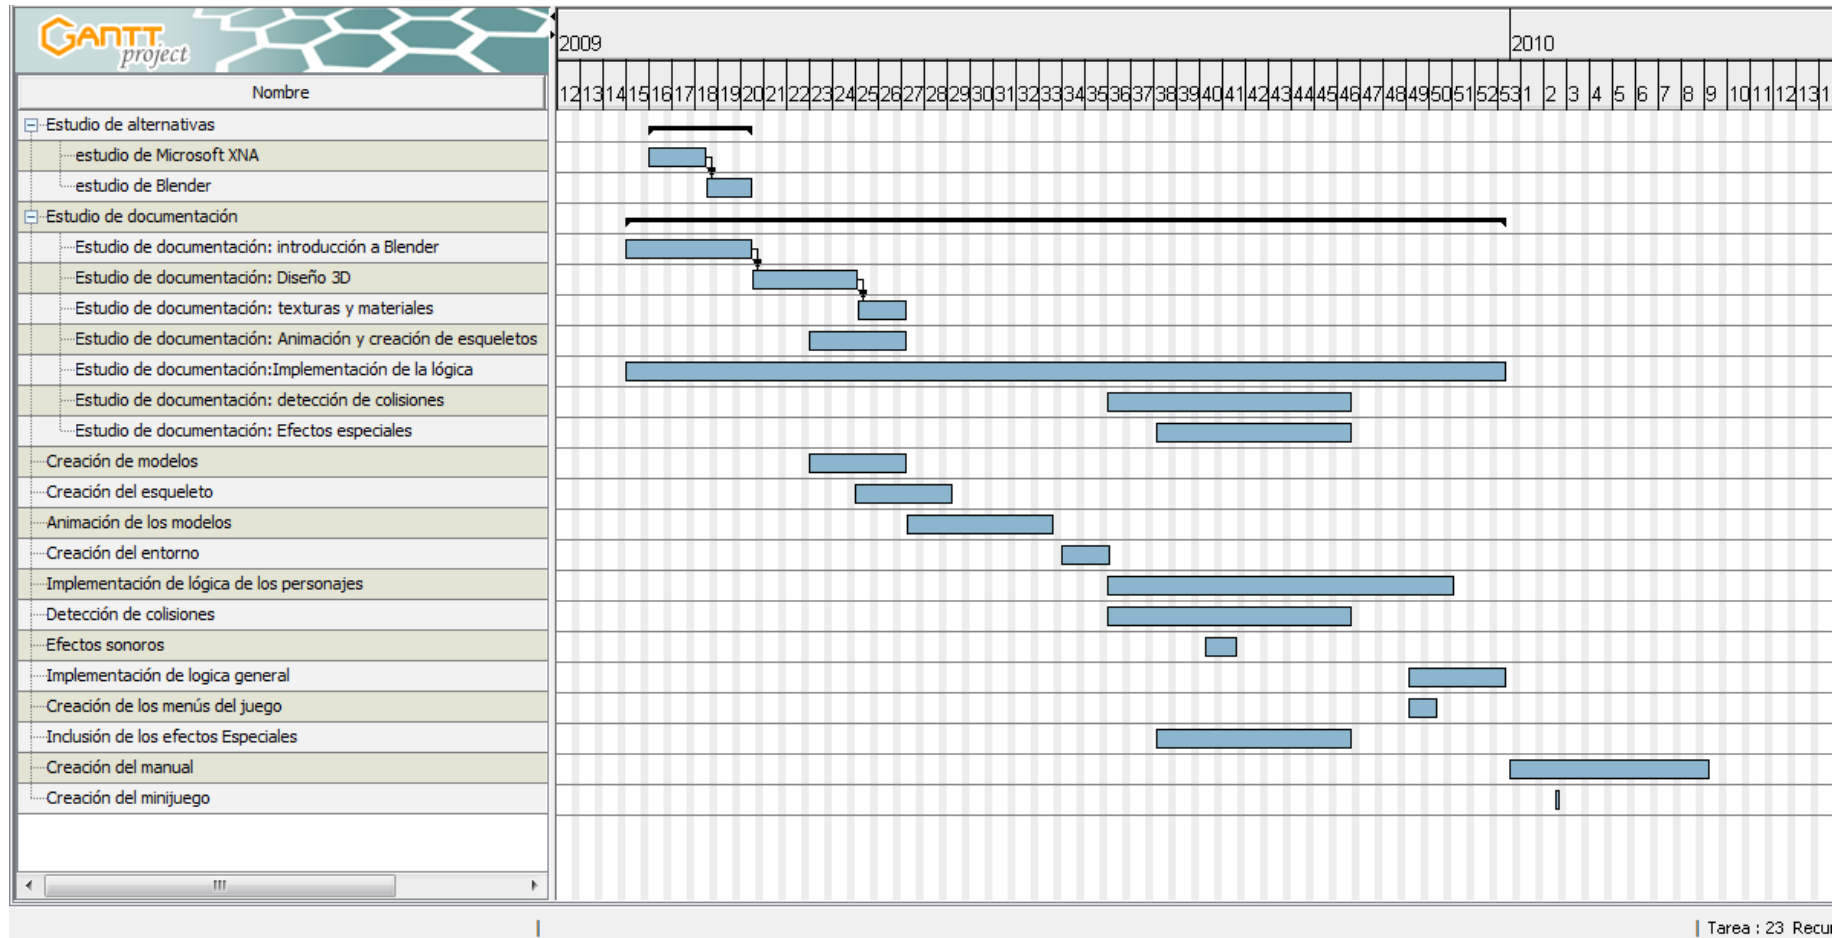 GANTT
project
2009 2010
Nombre
12 13 14 15 16 17 18 19 20 21 22 23 24 25 26 27 28 29 30 31 32 33 34 35 36 37 38 39 40 41 42 43 44 45 46 47 48 49 50 51 52 53 1 2 3 4 5 6 7 8 9 10 11 12 13 1
Estudio de alternativas
estudio de Microsoft XNA
estudio de Blender
Estudio de documentación
Estudio de documentación: introducción a Blender
Estudio de documentación: Diseño 3D
Estudio de documentación: texturas y materiales
Estudio de documentación: Animación y creación de esqueletos
Estudio de documentación:Implementación de la lógica
Estudio de documentación: detección de colisiones
Estudio de documentación: Efectos especiales
Creación de modelos
Creación del esqueleto
Animación de los modelos
Creación del entorno
Implementación de lógica de los personajes
Detección de colisiones
Efectos sonoros
Implementación de logica general
Creación de los menús del juego
Inclusión de los efectos Especiales
Creación del manual
Creación del minijuego
Tarea : 23 Recur